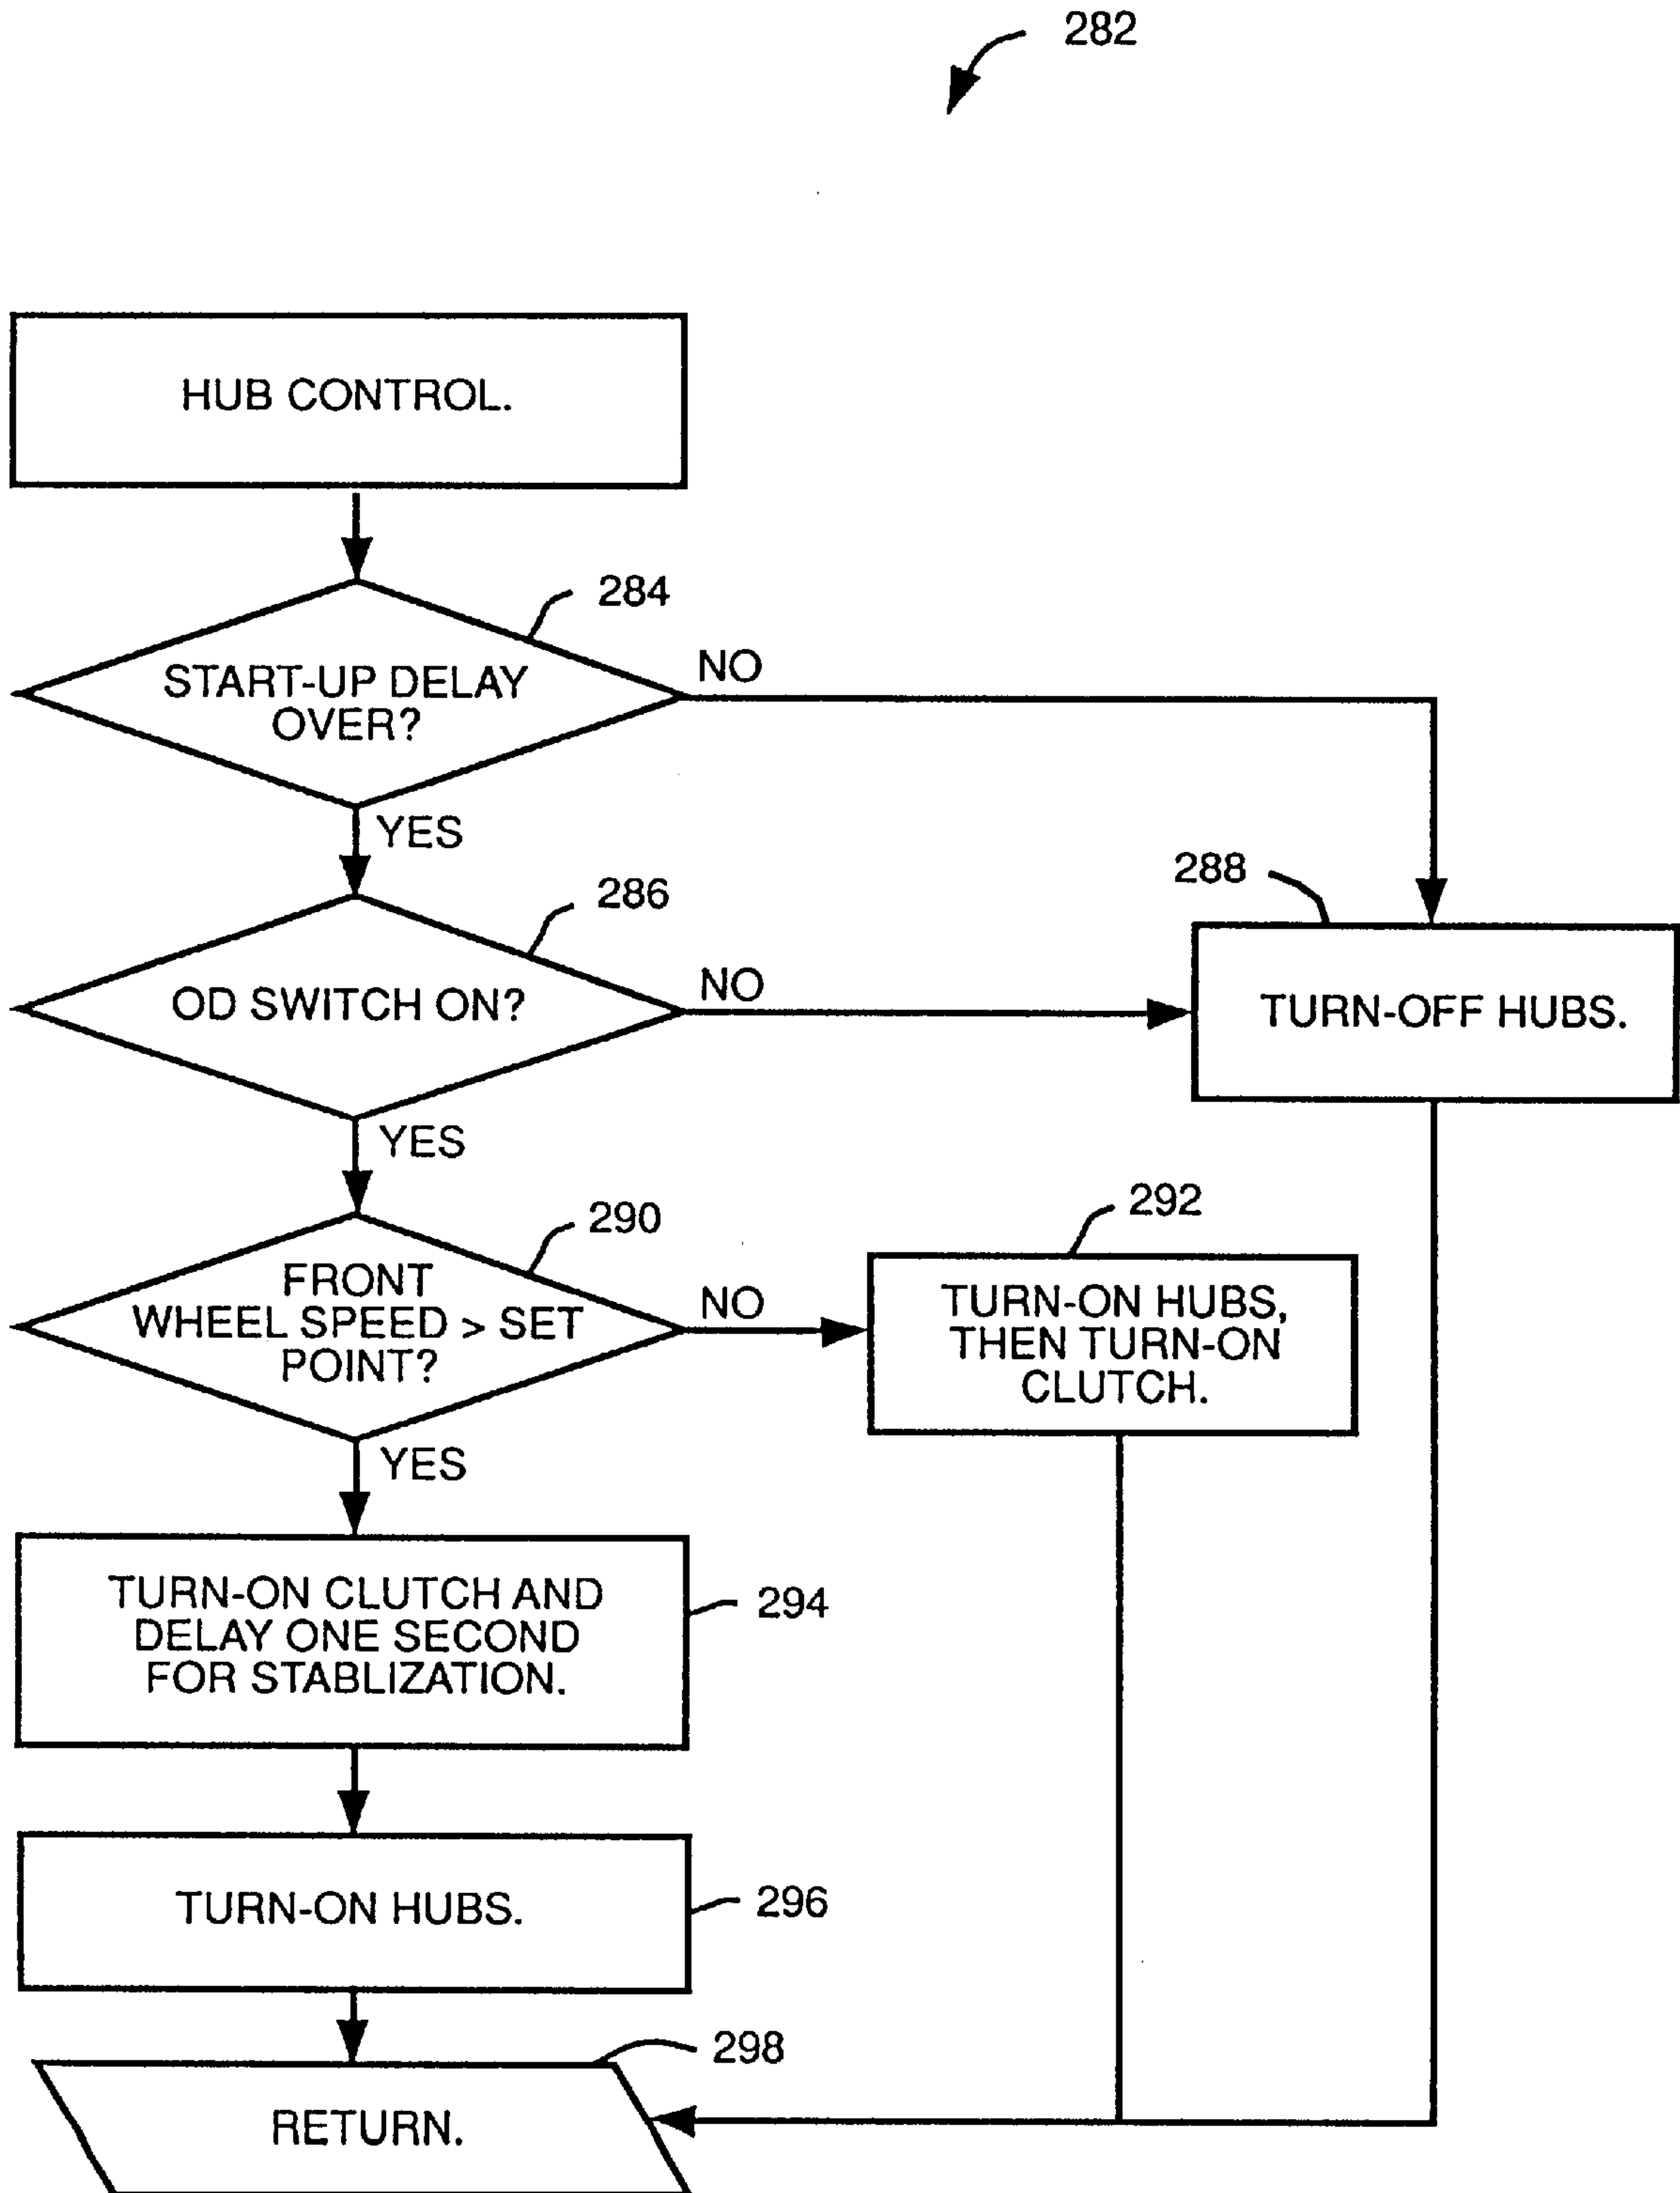 282
HUB CONTROL.
284
START-UP DELAY
OVER?
NO
YES
286
OD SWITCH ON?
NO
288
TURN-OFF HUBS.
YES
290
FRONT
WHEEL SPEED > SET
POINT?
NO
292
TURN-ON HUBS,
THEN TURN-ON
CLUTCH.
YES
TURN-ON CLUTCH AND
DELAY ONE SECOND
FOR STABLIZATION.
294
TURN-ON HUBS.
296
298
RETURN.